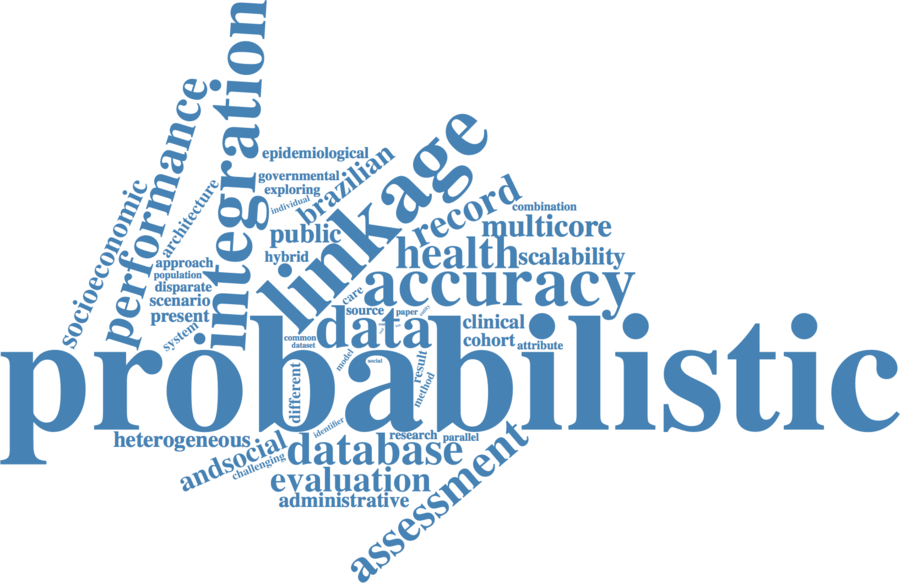 integration
performance
socioeconomic
architecture
epidemiological
governmental
exploring
individual
brazilian
linkage
public
hybrid
record
combination
multicore
health
scalability
approach
population
disparate
scenario
present
system
care
accuracy
source
paper
data
clinical
cohort
attribute
common
dataset
model
social
result
method
different
probabilistic
heterogeneous
andsocial
challenging
identifier
research
parallel
database
evaluation
administrative
assessment